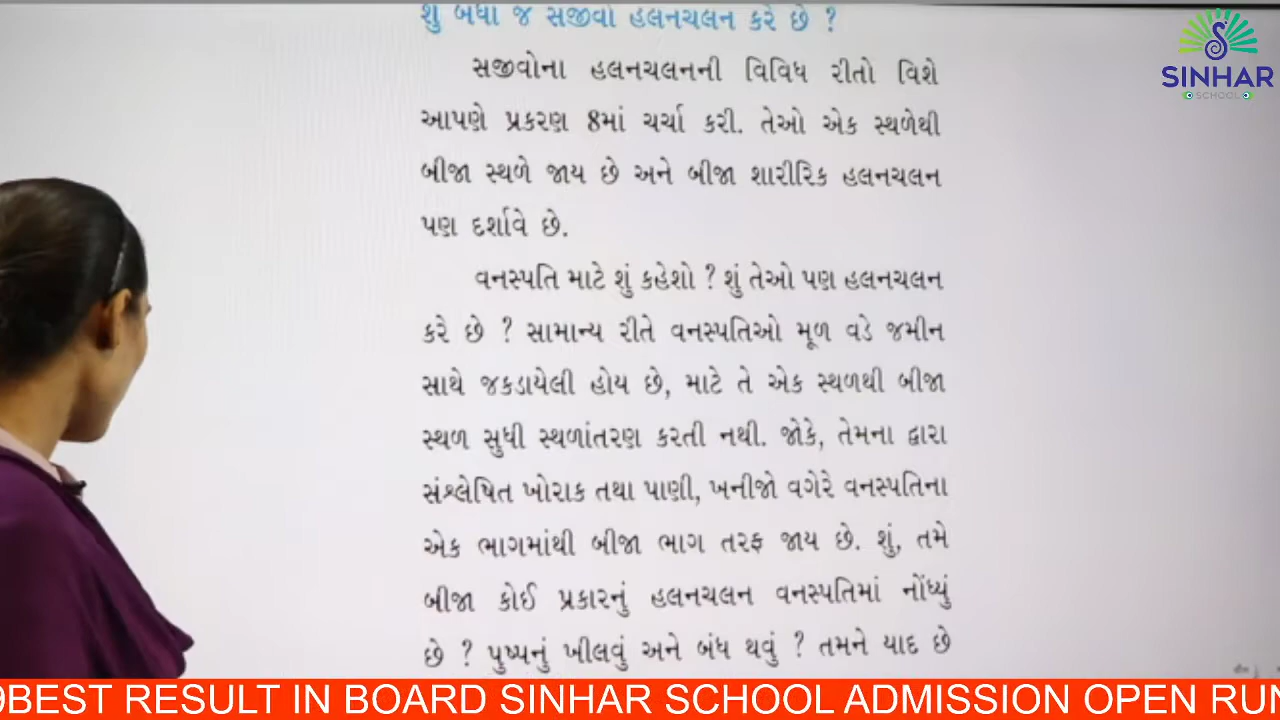 શું બધા જ સજીવો હલનચલન કરે છે ?
સજીવોના હલનચલનની વિવિધ રીતો વિશે
આપણે પ્રકરણ 8માં ચર્ચા કરી. તેઓ એક સ્થળેથી
બીજા સ્થળે જાય છે અને બીજા શારીરિક હલનચલન
પણ દર્શાવે છે.
વનસ્પતિ માટે શું કહેશો ? શું તેઓ પણ હલનચલન
કરે છે ? સામાન્ય રીતે વનસ્પતિઓ મૂળ વડે જમીન
સાથે જકડાયેલી હોય છે, માટે તે એક સ્થળથી બીજા
સ્થળ સુધી સ્થળાંતરણ કરતી નથી. જોકે, તેમના દ્વારા
સંશ્લેષિત ખોરાક તથા પાણી, ખનીજો વગેરે વનસ્પતિના
એક ભાગમાંથી બીજા ભાગ તરફ જાય છે. શું, તમે
બીજા કોઈ પ્રકારનું હલનચલન વનસ્પતિમાં નોંધ્યું
છે ? પુષ્પનું ખીલવું અને બંધ થવું ? તમને યાદ છે
SINHAR
SCHOOL
9BEST RESULT IN BOARD SINHAR SCHOOL ADMISSION OPEN RUN